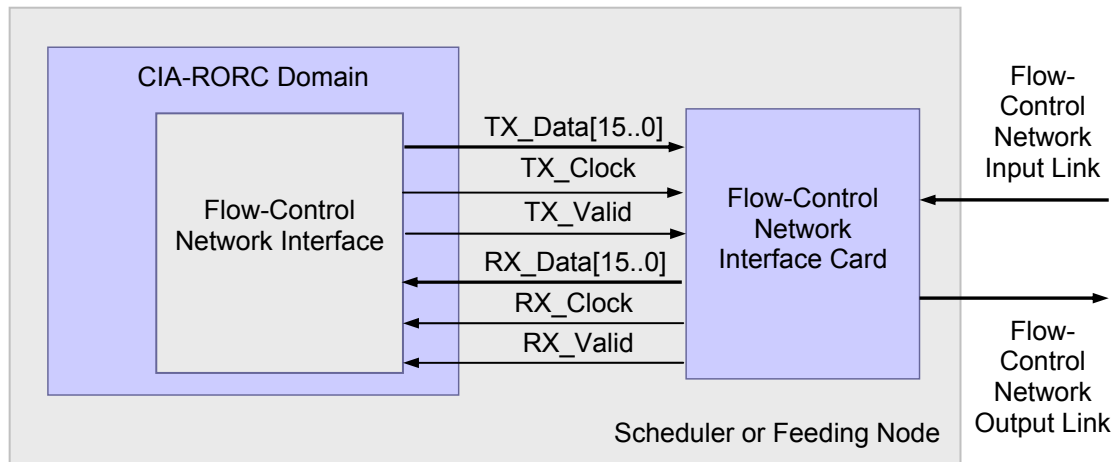 CIA-RORC Domain
Flow-Control
Network Interface
TX_Data[15..0]
TX_Clock
TX_Valid
RX_Data[15..0]
RX_Clock
RX_Valid
Flow-Control
Network
Interface Card
Flow-
Control
Network
Input Link
Flow-
Control
Network
Output Link
Scheduler or Feeding Node